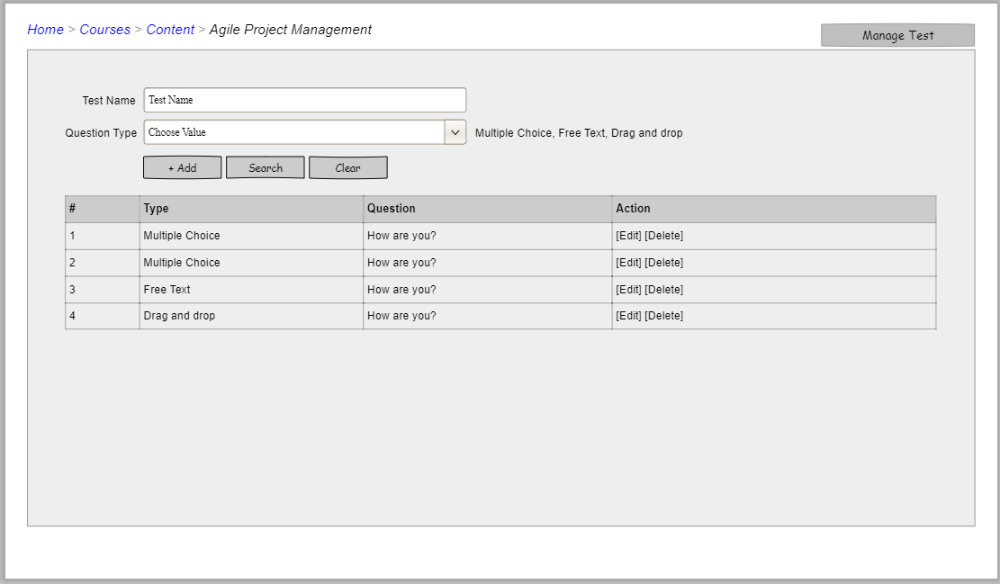 Home > Courses > Content > Agile Project Management
Manage Test
Test Name Test Name
Question Type Choose Value Multiple Choice, Free Text, Drag and drop
+ Add Search Clear
# Type Question Action
1 Multiple Choice How are you? [Edit] [Delete]
2 Multiple Choice How are you? [Edit] [Delete]
3 Free Text How are you? [Edit] [Delete]
4 Drag and drop How are you? [Edit] [Delete]